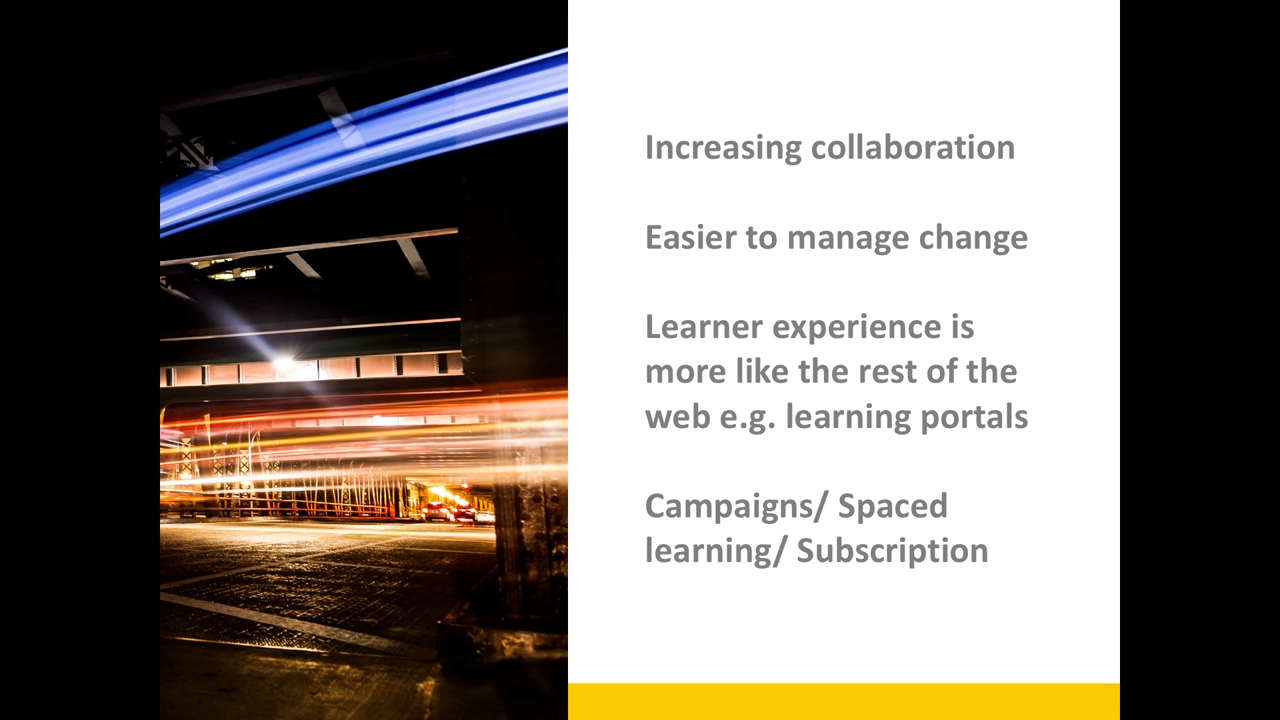 Increasing collaboration
Easier to manage change
Learner experience is
more like the rest of the
web e.g. learning portals
Campaigns/ Spaced
learning/ Subscription